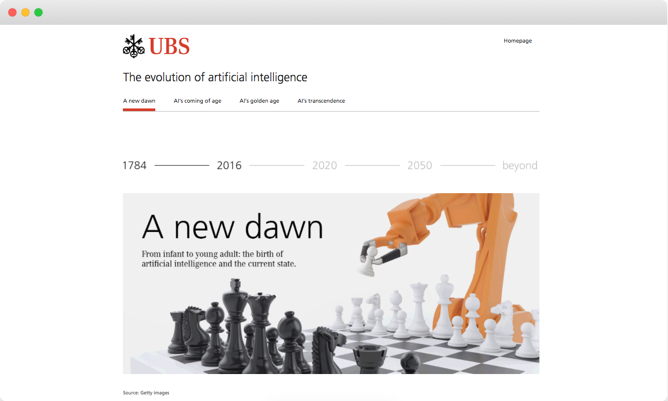 UBS
Homepage
The evolution of artificial intelligence
A new dawn AI's coming of age AI's golden age AI's transcendence
1784 2016 2020 2050 beyond
A new dawn
From infant to young adult: the birth of
artificial intelligence and the current state.
Source: Getty Images